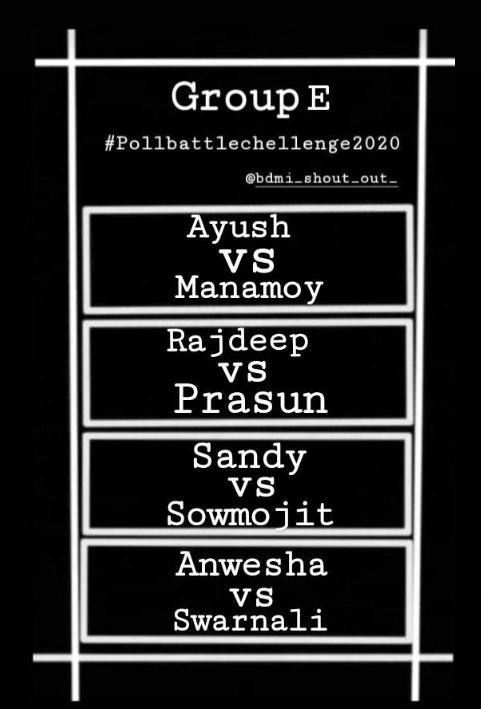 Group E
#Pollbattlechellenge2020
@bdmi_shout_out_
Ayush
vs
Manamoy
Rajdeep
vs
Prasun
Sandy
vs
Sowmojit
Anwesha
vs
Swarnali